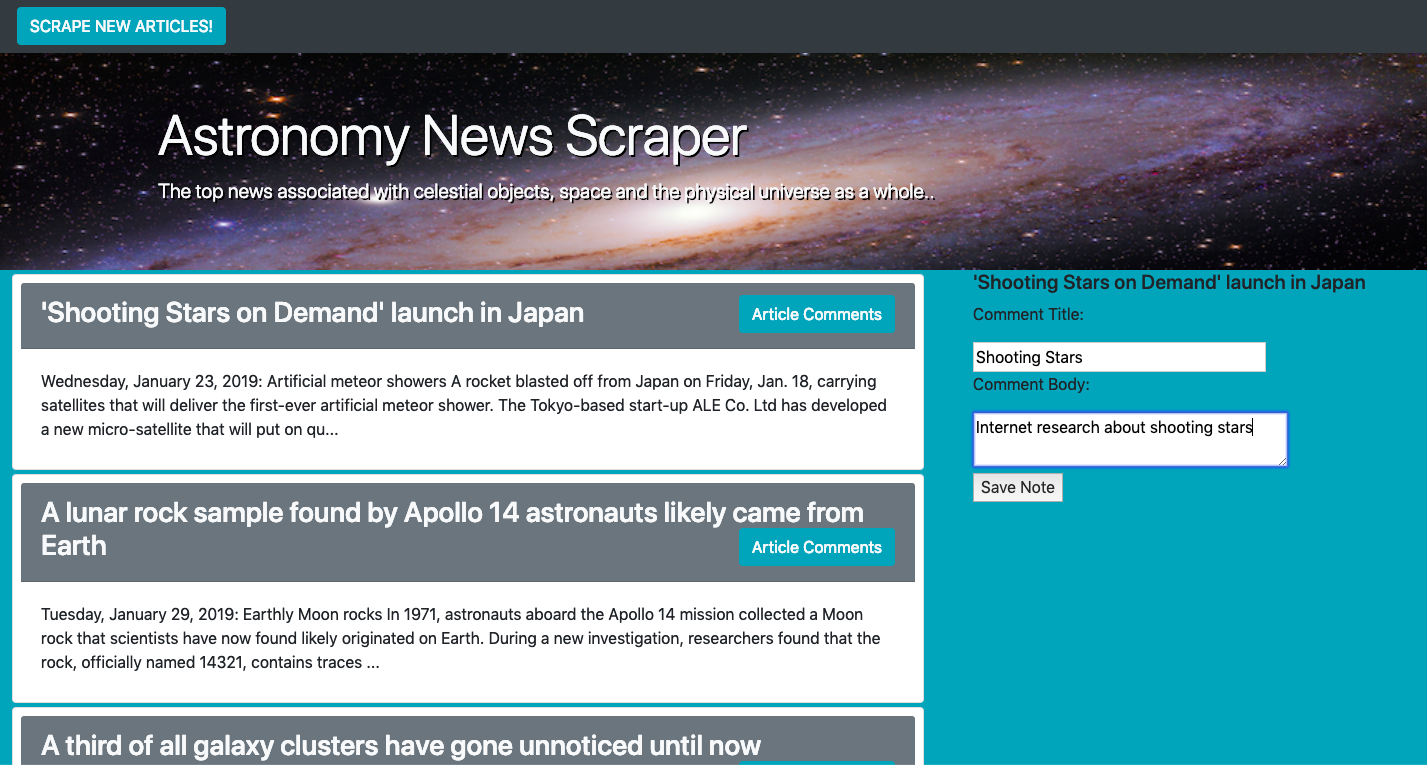 SCRAPE NEW ARTICLES!
Astronomy News Scraper
The top news associated with celestial objects, space and the physical universe as a whole..
'Shooting Stars on Demand' launch in Japan
Article Comments
Wednesday, January 23, 2019: Artificial meteor showers A rocket blasted off from Japan on Friday, Jan. 18, carrying
satellites that will deliver the first-ever artificial meteor shower. The Tokyo-based start-up ALE Co. Ltd has developed
a new micro-satellite that will put on qu...
A lunar rock sample found by Apollo 14 astronauts likely came from
Earth
Article Comments
Tuesday, January 29, 2019: Earthly Moon rocks In 1971, astronauts aboard the Apollo 14 mission collected a Moon
rock that scientists have now found likely originated on Earth. During a new investigation, researchers found that the
rock, officially named 14321, contains traces ...
A third of all galaxy clusters have gone unnoticed until now
'Shooting Stars on Demand' launch in Japan
Comment Title:
Shooting Stars
Comment Body:
Internet research about shooting stars
Save Note